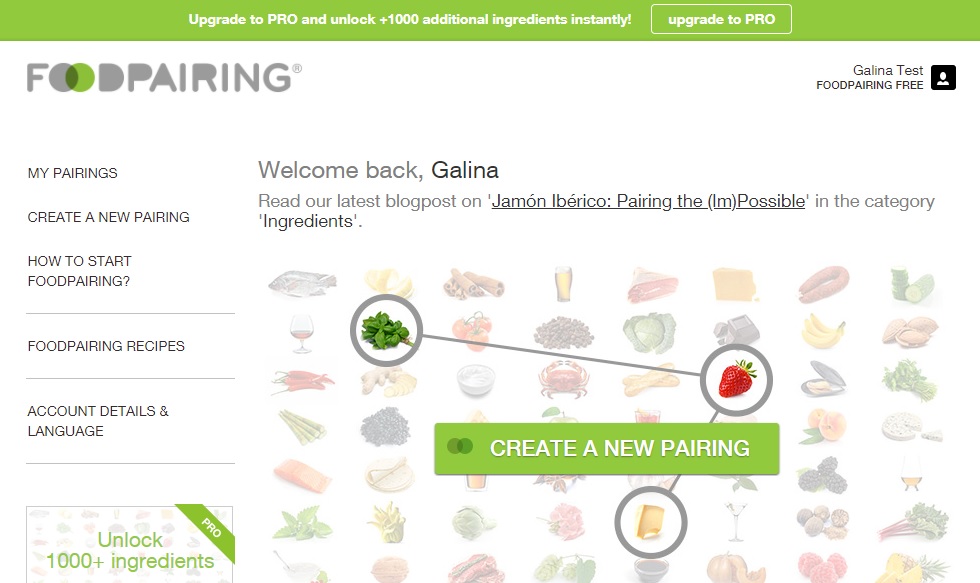 Upgrade to PRO and unlock +1000 additional ingredients instantly!
upgrade to PRO
FOODPAIRING®
Galina Test
FOODPAIRING FREE
MY PAIRINGS
CREATE A NEW PAIRING
HOW TO START
FOODPAIRING?
FOODPAIRING RECIPES
ACCOUNT DETAILS &
LANGUAGE
PRO
Unlock
1000+ ingredients
Welcome back, Galina
Read our latest blogpost on 'Jamón Ibérico: Pairing the (Im)Possible' in the category
'Ingredients'.
CREATE A NEW PAIRING